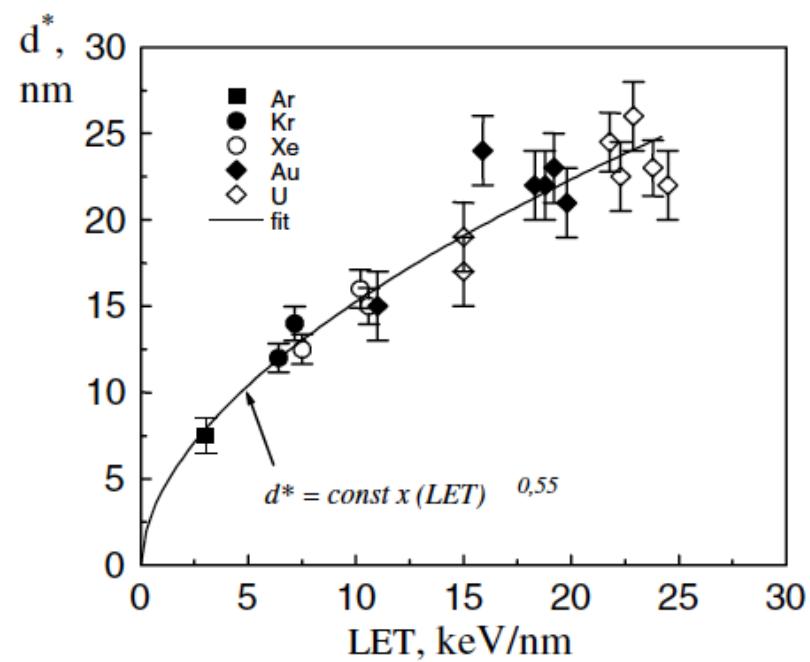 d*,
nm
30
25
20
15
10
5
0
Ar
Kr
Xe
Au
U
fit
d* = const x (LET) 0,55
0 5 10 15 20 25 30
LET, keV/nm